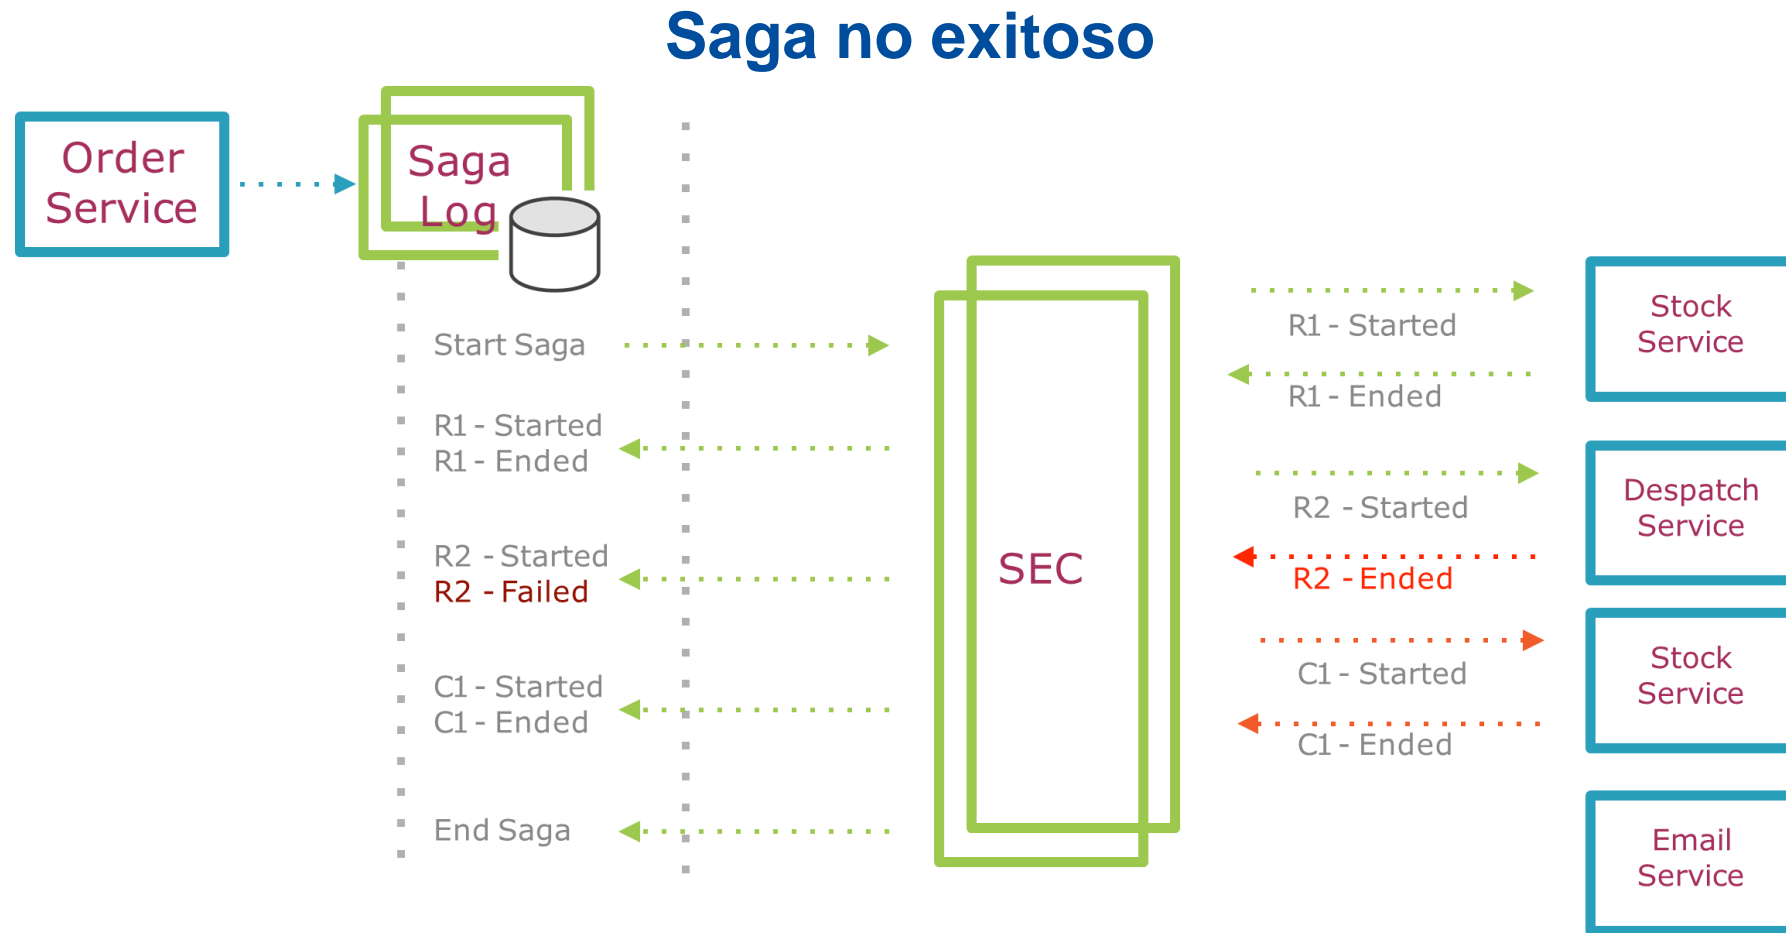 Saga no exitoso
Order
Service
Saga
Log
Start Saga
R1 - Started
R1 - Ended
R2 - Started
R2 - Failed
C1 - Started
C1 - Ended
End Saga
SEC
R1 - Started
R1 - Ended
R2 - Started
R2 - Ended
C1 - Started
C1 - Ended
Stock
Service
Despatch
Service
Stock
Service
Email
Service